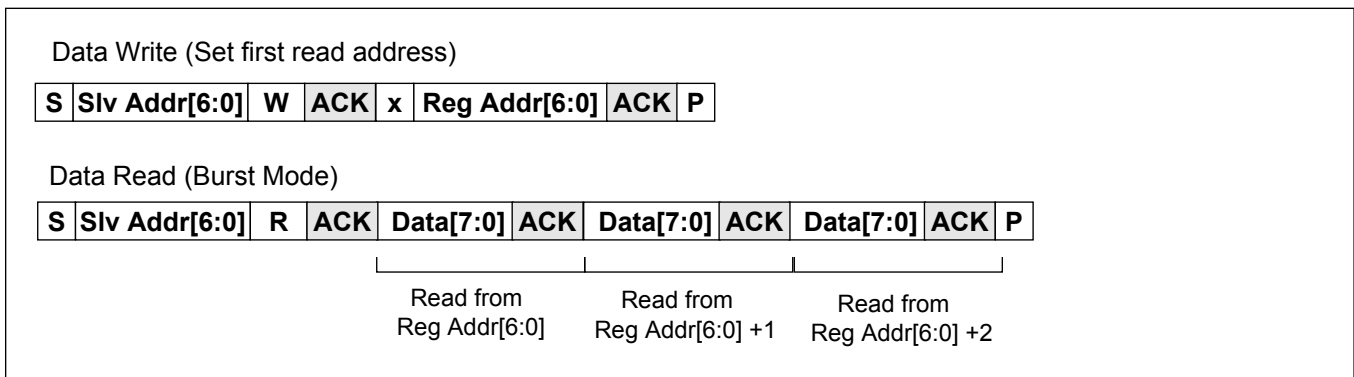 Data Write (Set first read address)
S Slv Addr[6:0] W ACK x Reg Addr[6:0] ACK P
Data Read (Burst Mode)
S Slv Addr[6:0] R ACK Data[7:0] ACK Data[7:0] ACK Data[7:0] ACK P
Read from Read from Read from
Reg Addr[6:0] Reg Addr[6:0] +1 Reg Addr[6:0] +2